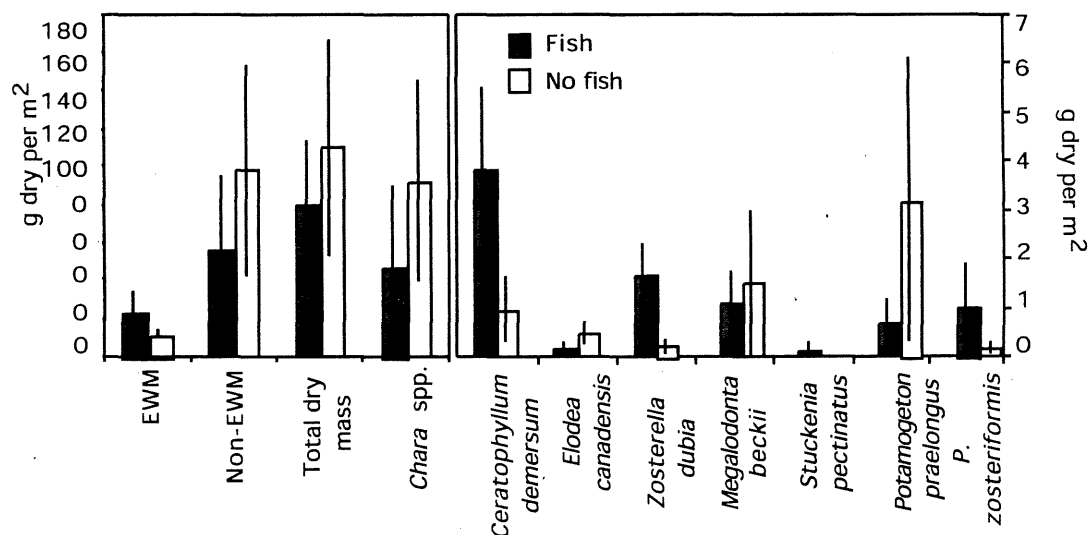 180
160
140
120
100
0
0
0
0
0
g dry per m2
Fish
No fish
7
6
5
4
3
2
1
0
g dry per m2
EWM
Non-EWM
Total dry
mass
Chara spp.
Ceratophyllum
demersum
Elodea
canadensis
Zosterella
dubia
Megalodonta
beckii
Stuckenia
pectinatus
Potamogeton
praelongus
P.
zosteriformis